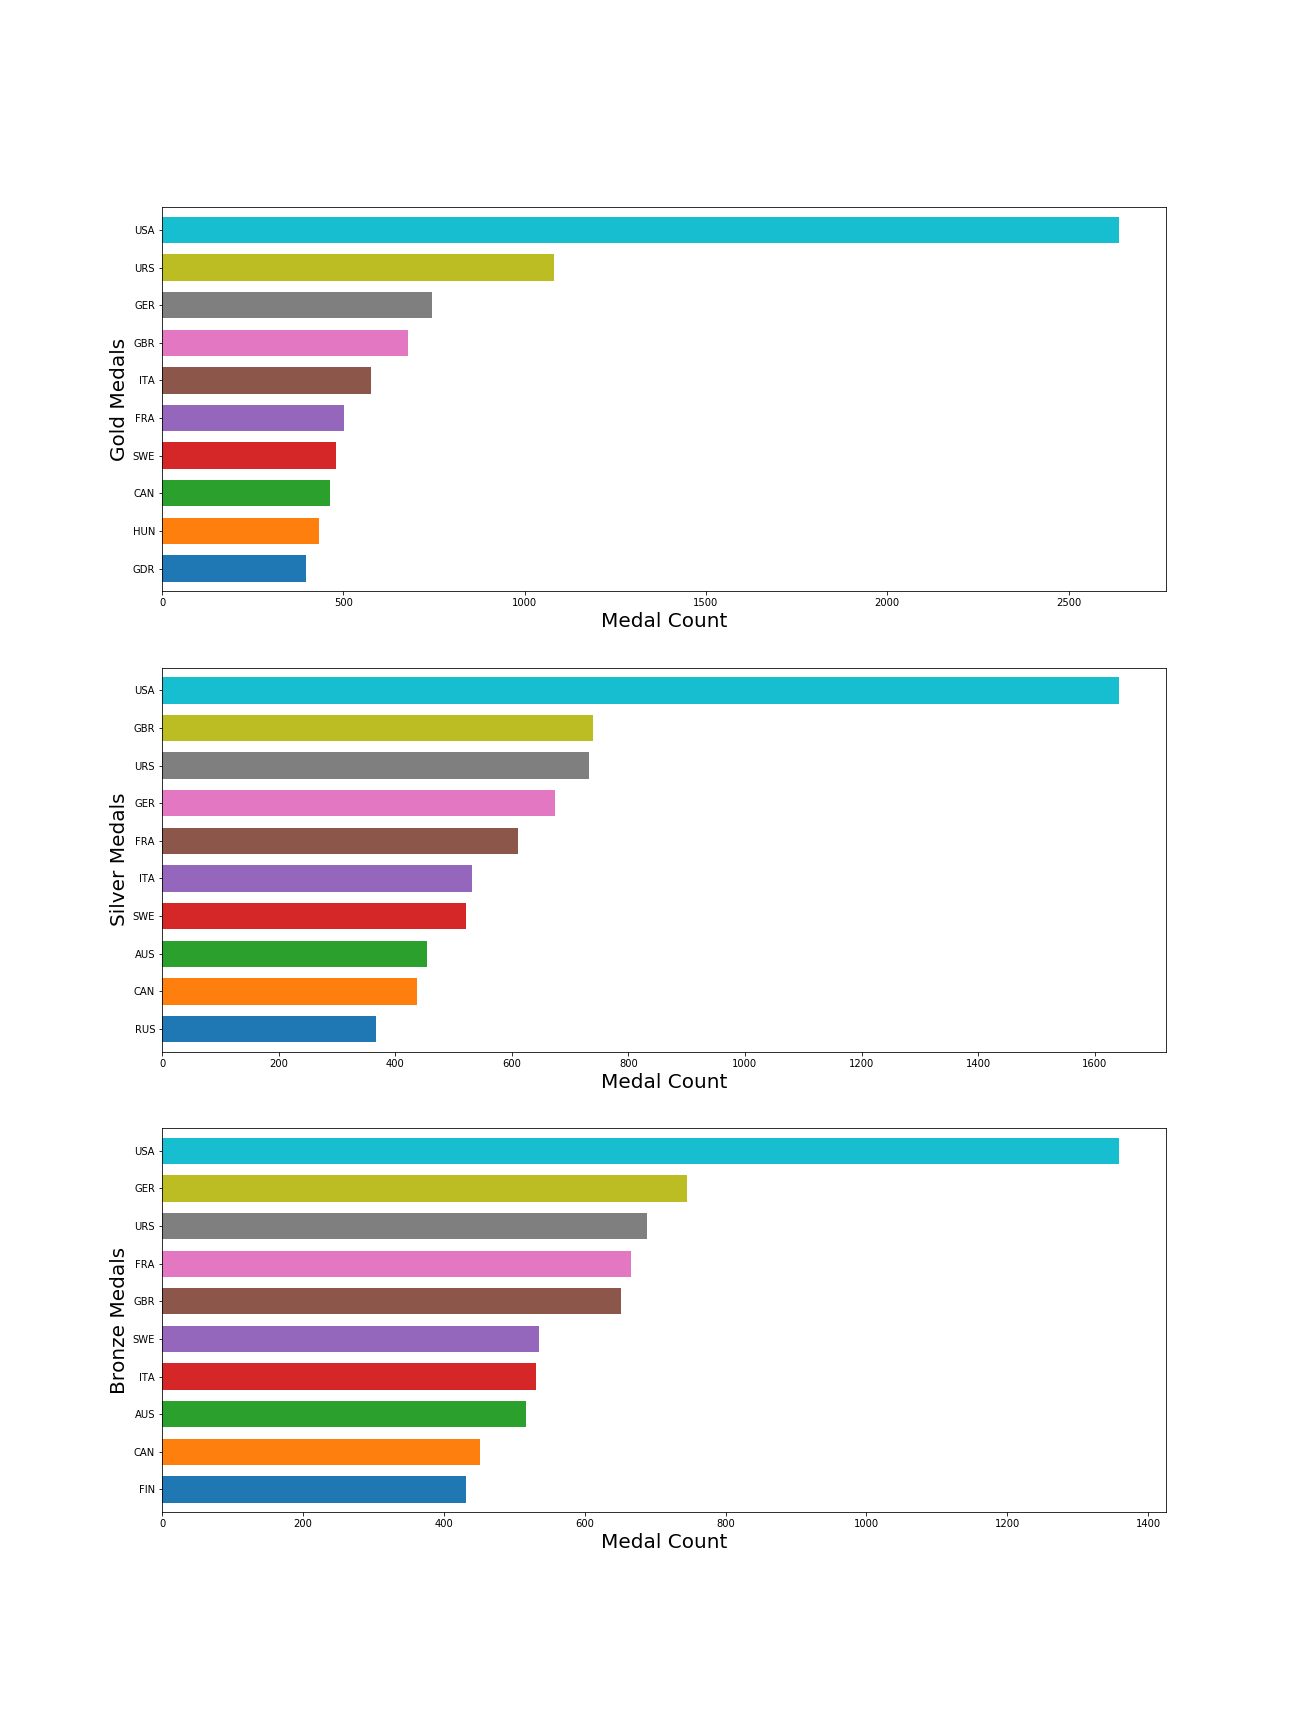 Gold Medals
USA
URS
GER
GBR
ITA
FRA
SWE
CAN
HUN
GDR
0 500 1000 1500 2000 2500
Medal Count
Silver Medals
USA
GBR
URS
GER
FRA
ITA
SWE
AUS
CAN
RUS
0 200 400 600 800 1000 1200 1400 1600
Medal Count
Bronze Medals
USA
GER
URS
FRA
GBR
SWE
ITA
AUS
CAN
FIN
0 200 400 600 800 1000 1200 1400
Medal Count